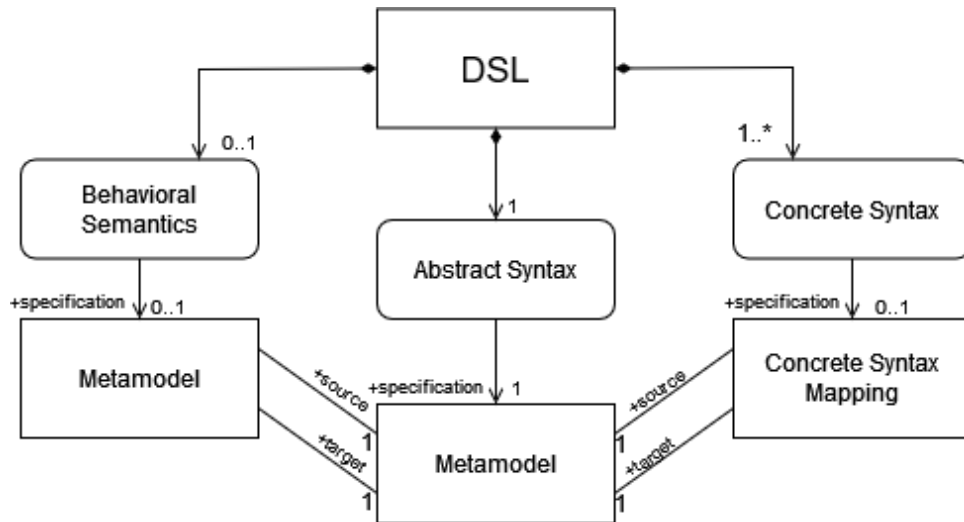 DSL
0..1
1..*
Behavioral
Semantics
1
Concrete Syntax
Abstract Syntax
+specification
0..1
+specification
0..1
Metamodel
+source
+specification
1
+source
Concrete Syntax
Mapping
+target
1
Metamodel
1
+target
1
1